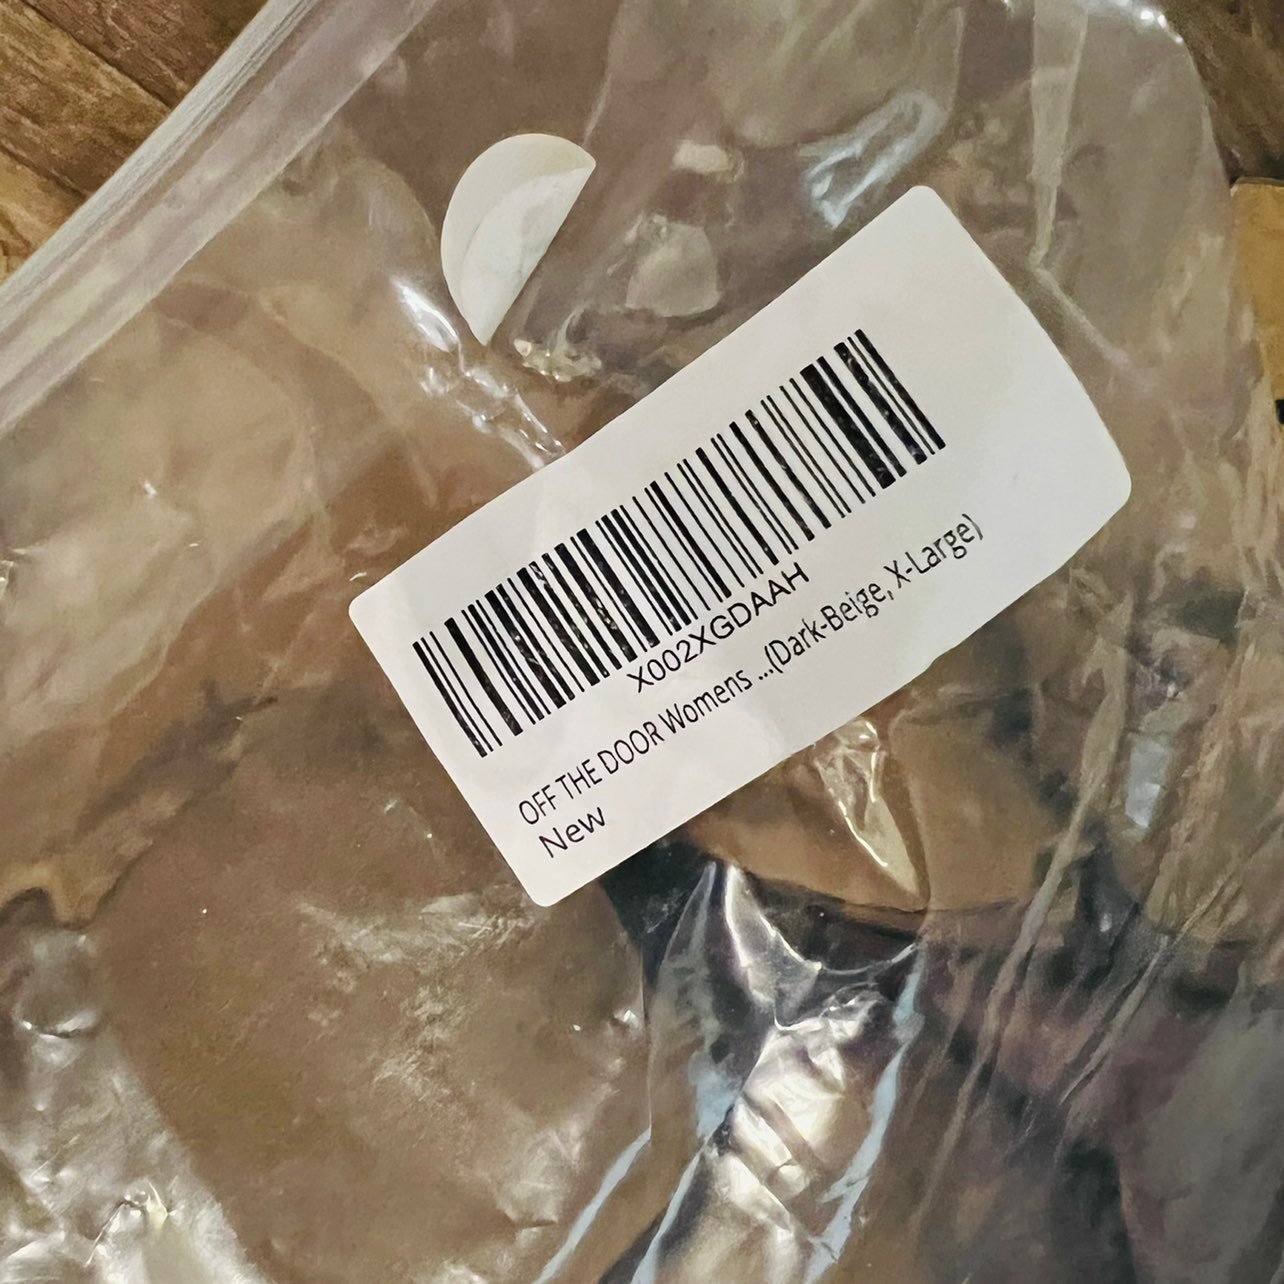 X002XGDAAH
OFF THE DOOR Womens ...(Dark-Beige, X-Large)
New